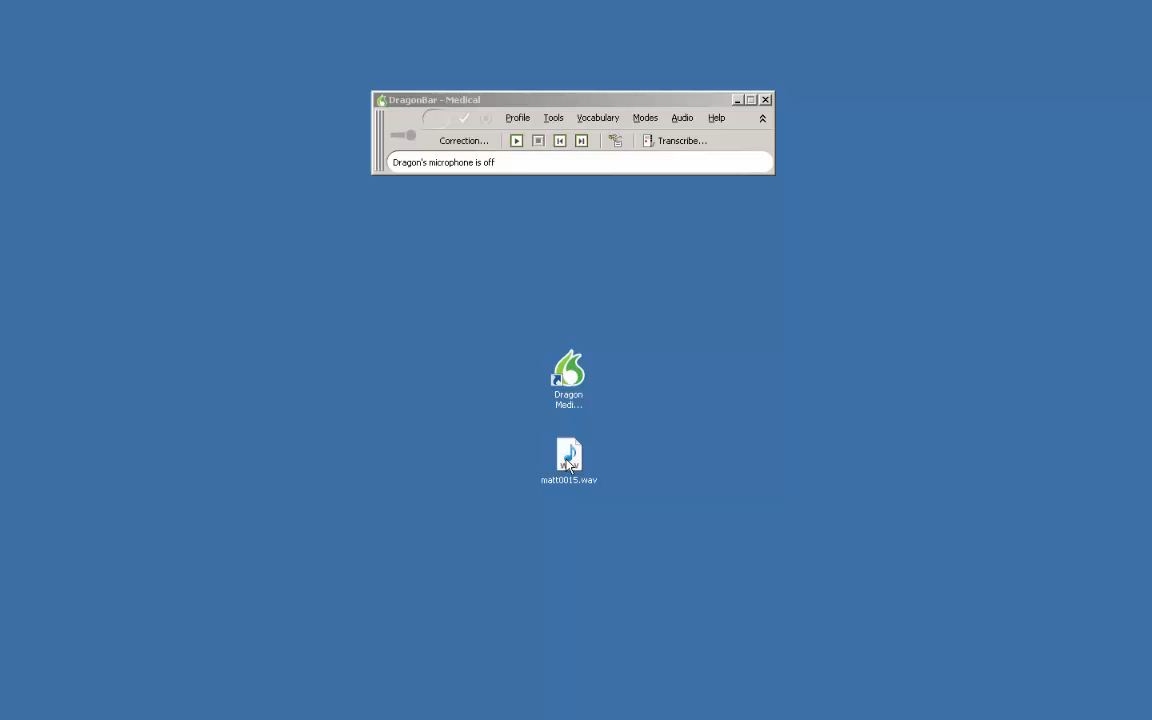 DragonBar - Medical
Profile Tools Vocabulary Modes Audio Help
Correction... Transcribe...
Dragon's microphone is off
Dragon
Medi...
matt0015.wav